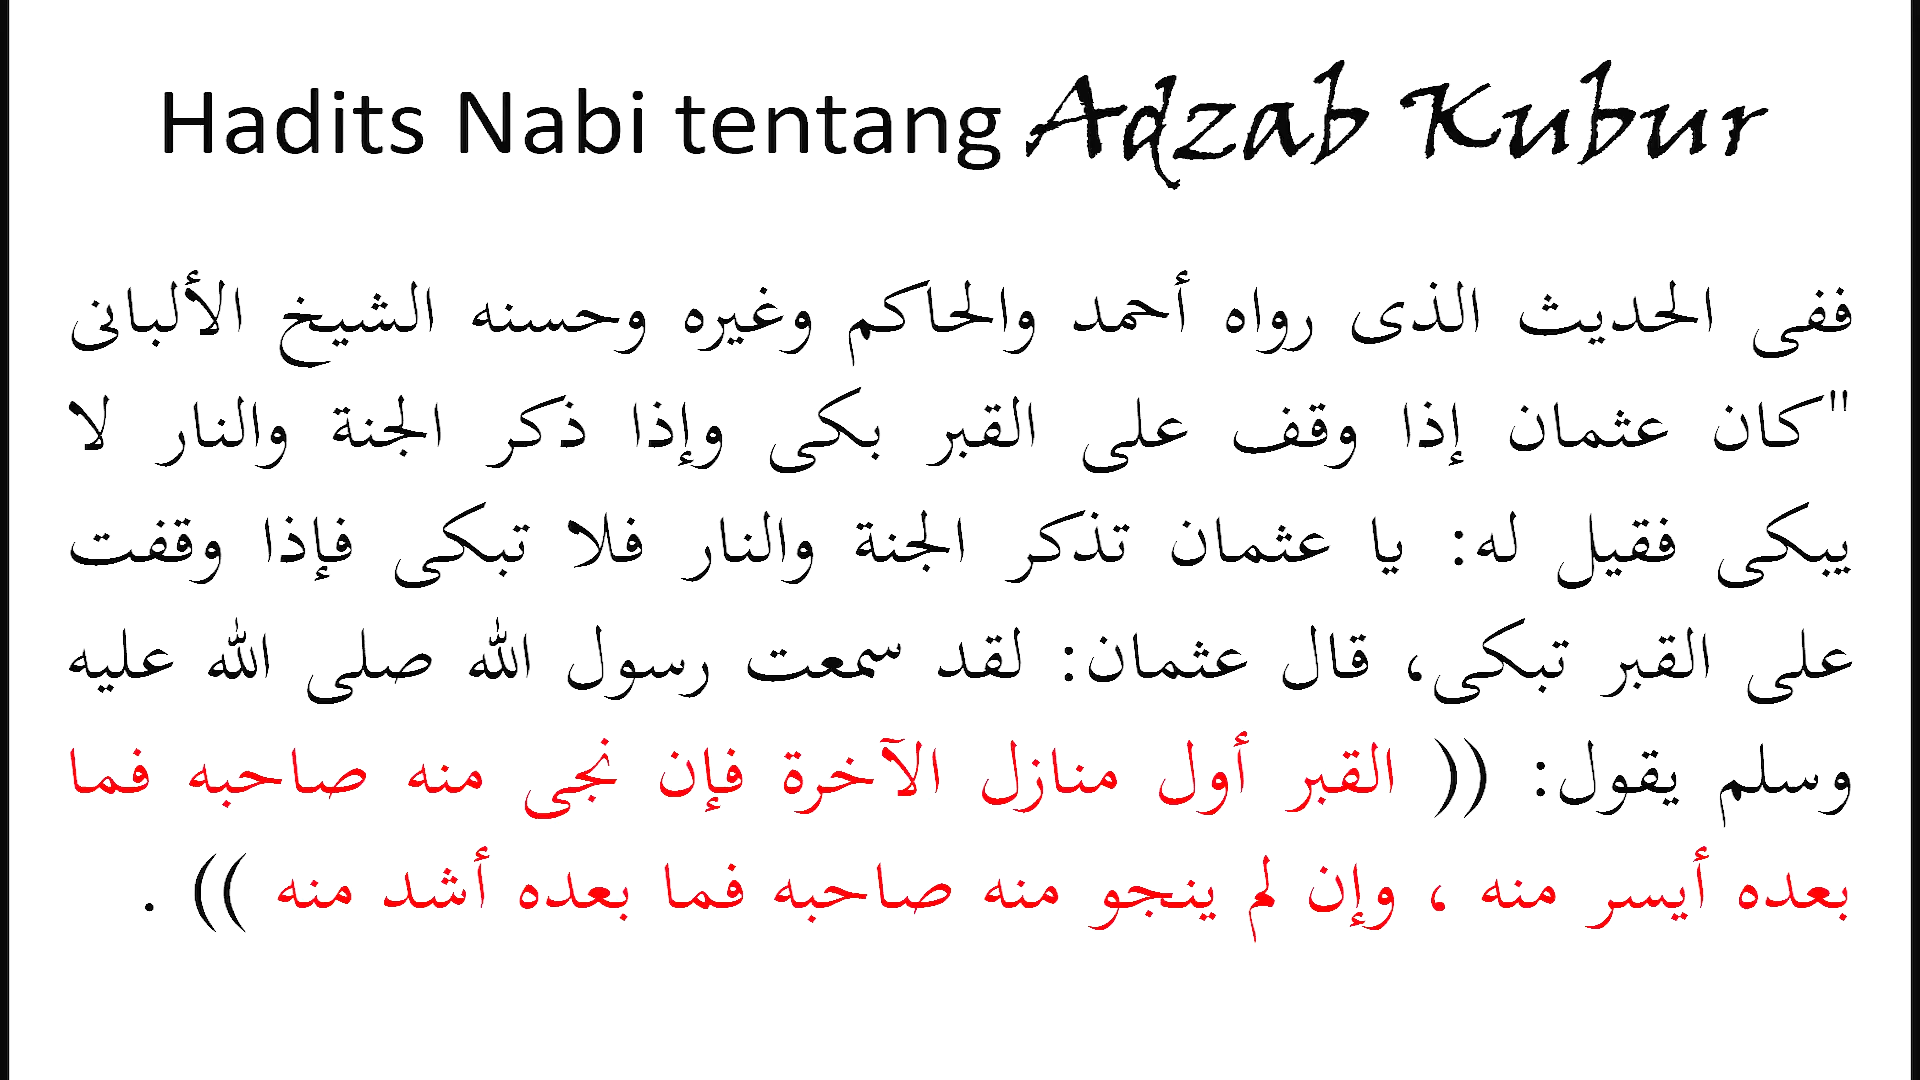 Hadits Nabi tentang Adzab Kubur
ففى الحديث الذى رواه أحمد والحاكم وغيره وحسنه الشيخ الألبانى
"كان عثمان إذا وقف على القبر بكى وإذا ذكر الجنة والنار لا
يبكى فقيل له: يا عثمان تذكر الجنة والنار فلا تبكى فإذا وقفت
على القبر تبكى، قال عثمان: لقد سمعت رسول الله صلى الله عليه
وسلم يقول: (( القبر أول منازل الآخرة فإن نجى منه صاحبه فما
بعده أيسر منه ، وإن لم ينجو منه صاحبه فما بعده أشد منه )) .